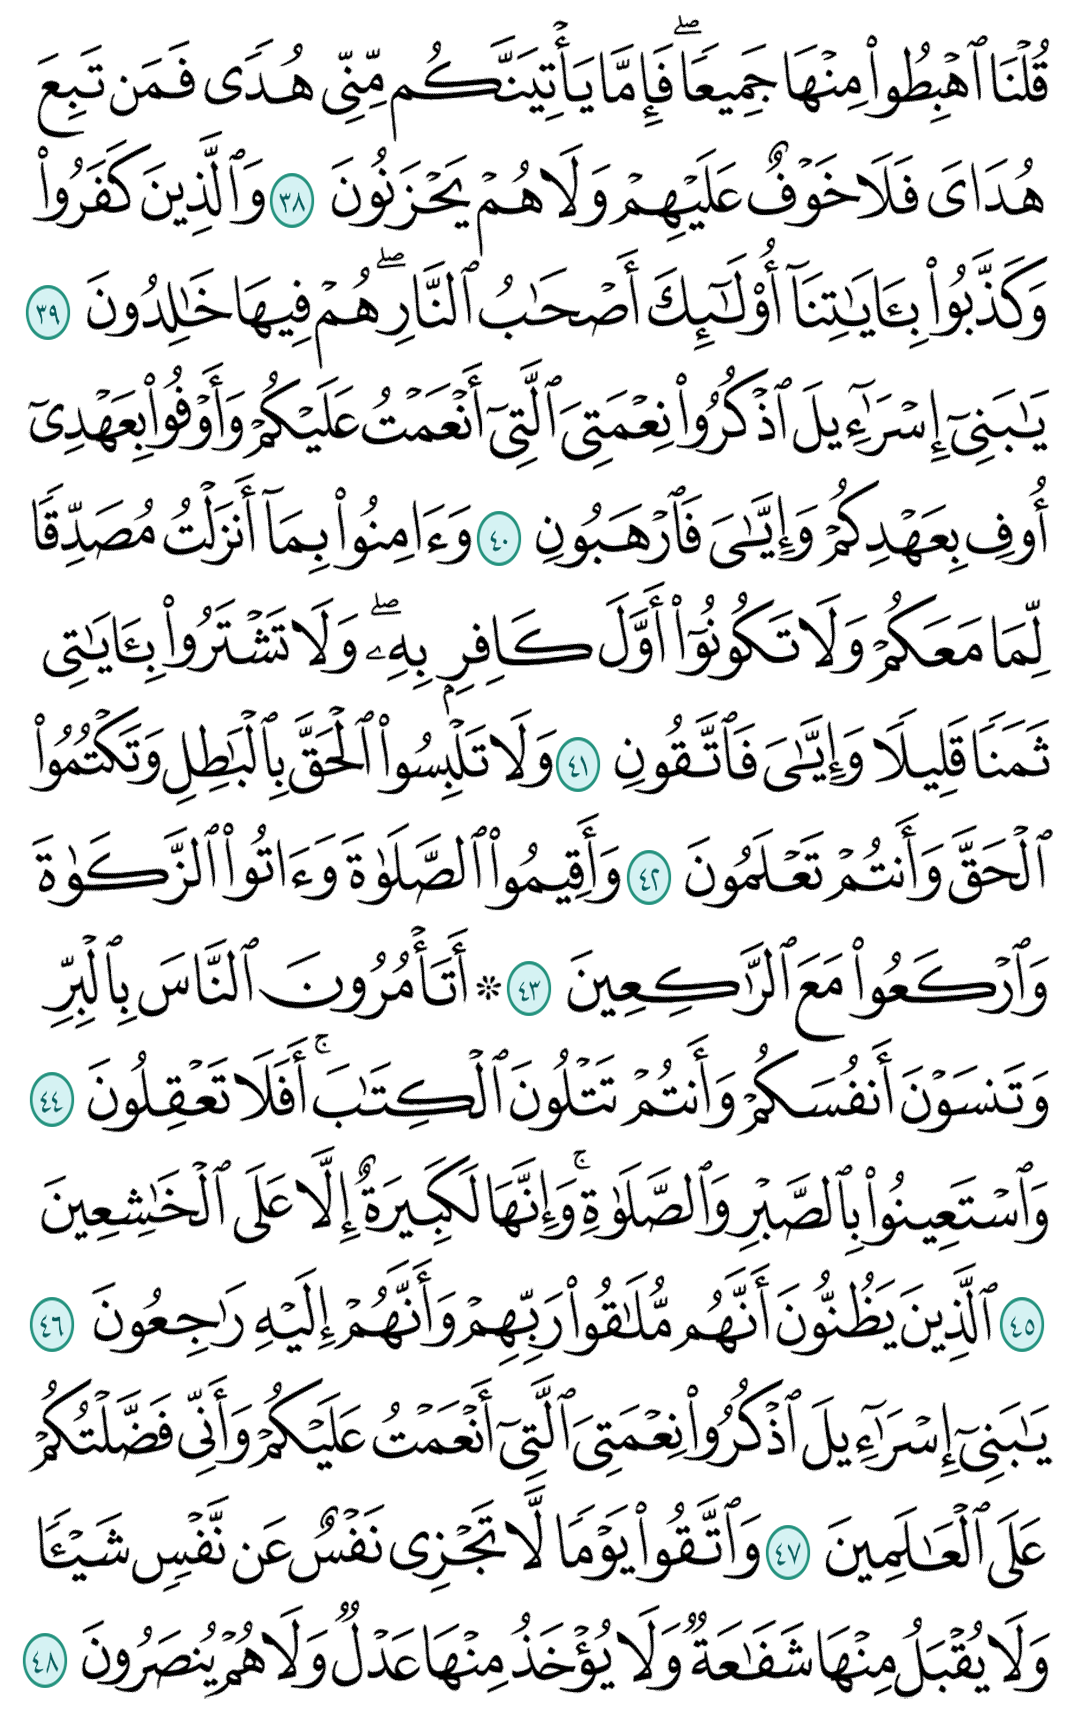 قُلْنَا ٱهْبِطُوا۟ مِنْهَا جَمِيعًا ۖ فَإِمَّا يَأْتِيَنَّكُم مِّنِّى هُدًى فَمَن تَبِعَ
هُدَاىَ فَلَا خَوْفٌ عَلَيْهِمْ وَلَا هُمْ يَحْزَنُونَ ٣٨ وَٱلَّذِينَ كَفَرُوا۟
وَكَذَّبُوا۟ بِـَٔايَـٰتِنَآ أُو۟لَـٰٓئِكَ أَصْحَـٰبُ ٱلنَّارِ ۖ هُمْ فِيهَا خَـٰلِدُونَ ٣٩
يَـٰبَنِىٓ إِسْرَٰٓءِيلَ ٱذْكُرُوا۟ نِعْمَتِىَ ٱلَّتِىٓ أَنْعَمْتُ عَلَيْكُمْ وَأَوْفُوا۟ بِعَهْدِىٓ
أُوفِ بِعَهْدِكُمْ وَإِيَّـٰىَ فَٱرْهَبُونِ ٤٠ وَءَامِنُوا۟ بِمَآ أَنزَلْتُ مُصَدِّقًا
لِّمَا مَعَكُمْ وَلَا تَكُونُوٓا۟ أَوَّلَ كَافِرٍۭ بِهِۦ ۖ وَلَا تَشْتَرُوا۟ بِـَٔايَـٰتِى
ثَمَنًا قَلِيلًا وَإِيَّـٰىَ فَٱتَّقُونِ ٤١ وَلَا تَلْبِسُوا۟ ٱلْحَقَّ بِٱلْبَـٰطِلِ وَتَكْتُمُوا۟
ٱلْحَقَّ وَأَنتُمْ تَعْلَمُونَ ٤٢ وَأَقِيمُوا۟ ٱلصَّلَوٰةَ وَءَاتُوا۟ ٱلزَّكَوٰةَ
وَٱرْكَعُوا۟ مَعَ ٱلرَّٰكِعِينَ ٤٣ ۞ أَتَأْمُرُونَ ٱلنَّاسَ بِٱلْبِرِّ
وَتَنسَوْنَ أَنفُسَكُمْ وَأَنتُمْ تَتْلُونَ ٱلْكِتَـٰبَ ۚ أَفَلَا تَعْقِلُونَ ٤٤
وَٱسْتَعِينُوا۟ بِٱلصَّبْرِ وَٱلصَّلَوٰةِ ۚ وَإِنَّهَا لَكَبِيرَةٌ إِلَّا عَلَى ٱلْخَـٰشِعِينَ
٤٥ ٱلَّذِينَ يَظُنُّونَ أَنَّهُم مُّلَـٰقُوا۟ رَبِّهِمْ وَأَنَّهُمْ إِلَيْهِ رَٰجِعُونَ ٤٦
يَـٰبَنِىٓ إِسْرَٰٓءِيلَ ٱذْكُرُوا۟ نِعْمَتِىَ ٱلَّتِىٓ أَنْعَمْتُ عَلَيْكُمْ وَأَنِّى فَضَّلْتُكُمْ
عَلَى ٱلْعَـٰلَمِينَ ٤٧ وَٱتَّقُوا۟ يَوْمًا لَّا تَجْزِى نَفْسٌ عَن نَّفْسٍ شَيْـًٔا
وَلَا يُقْبَلُ مِنْهَا شَفَـٰعَةٌ وَلَا يُؤْخَذُ مِنْهَا عَدْلٌ وَلَا هُمْ يُنصَرُونَ ٤٨